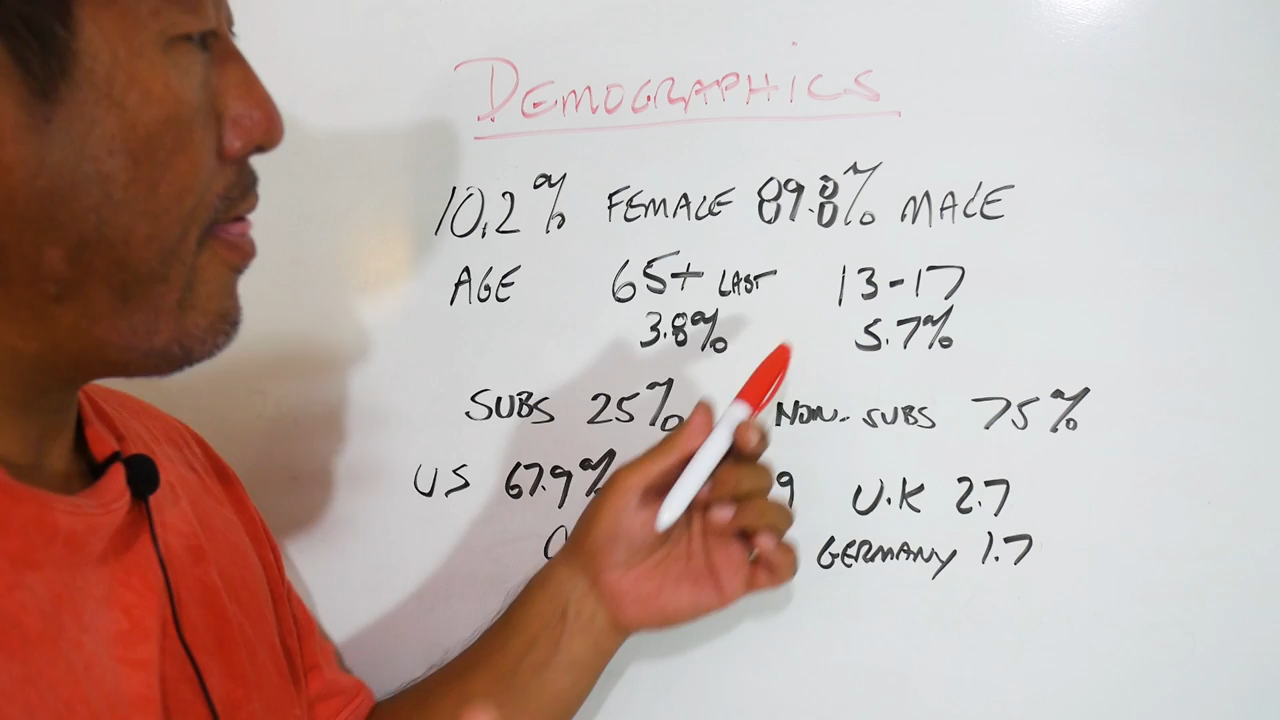 DEMOGRAPHICS
10.2% FEMALE 89.8% MALE
AGE 65+ LAST 13-17
3.8% 5.7%
SUBS 25% NON-SUBS 75%
US 67.9% 9 U.K 2.7
GERMANY 1.7